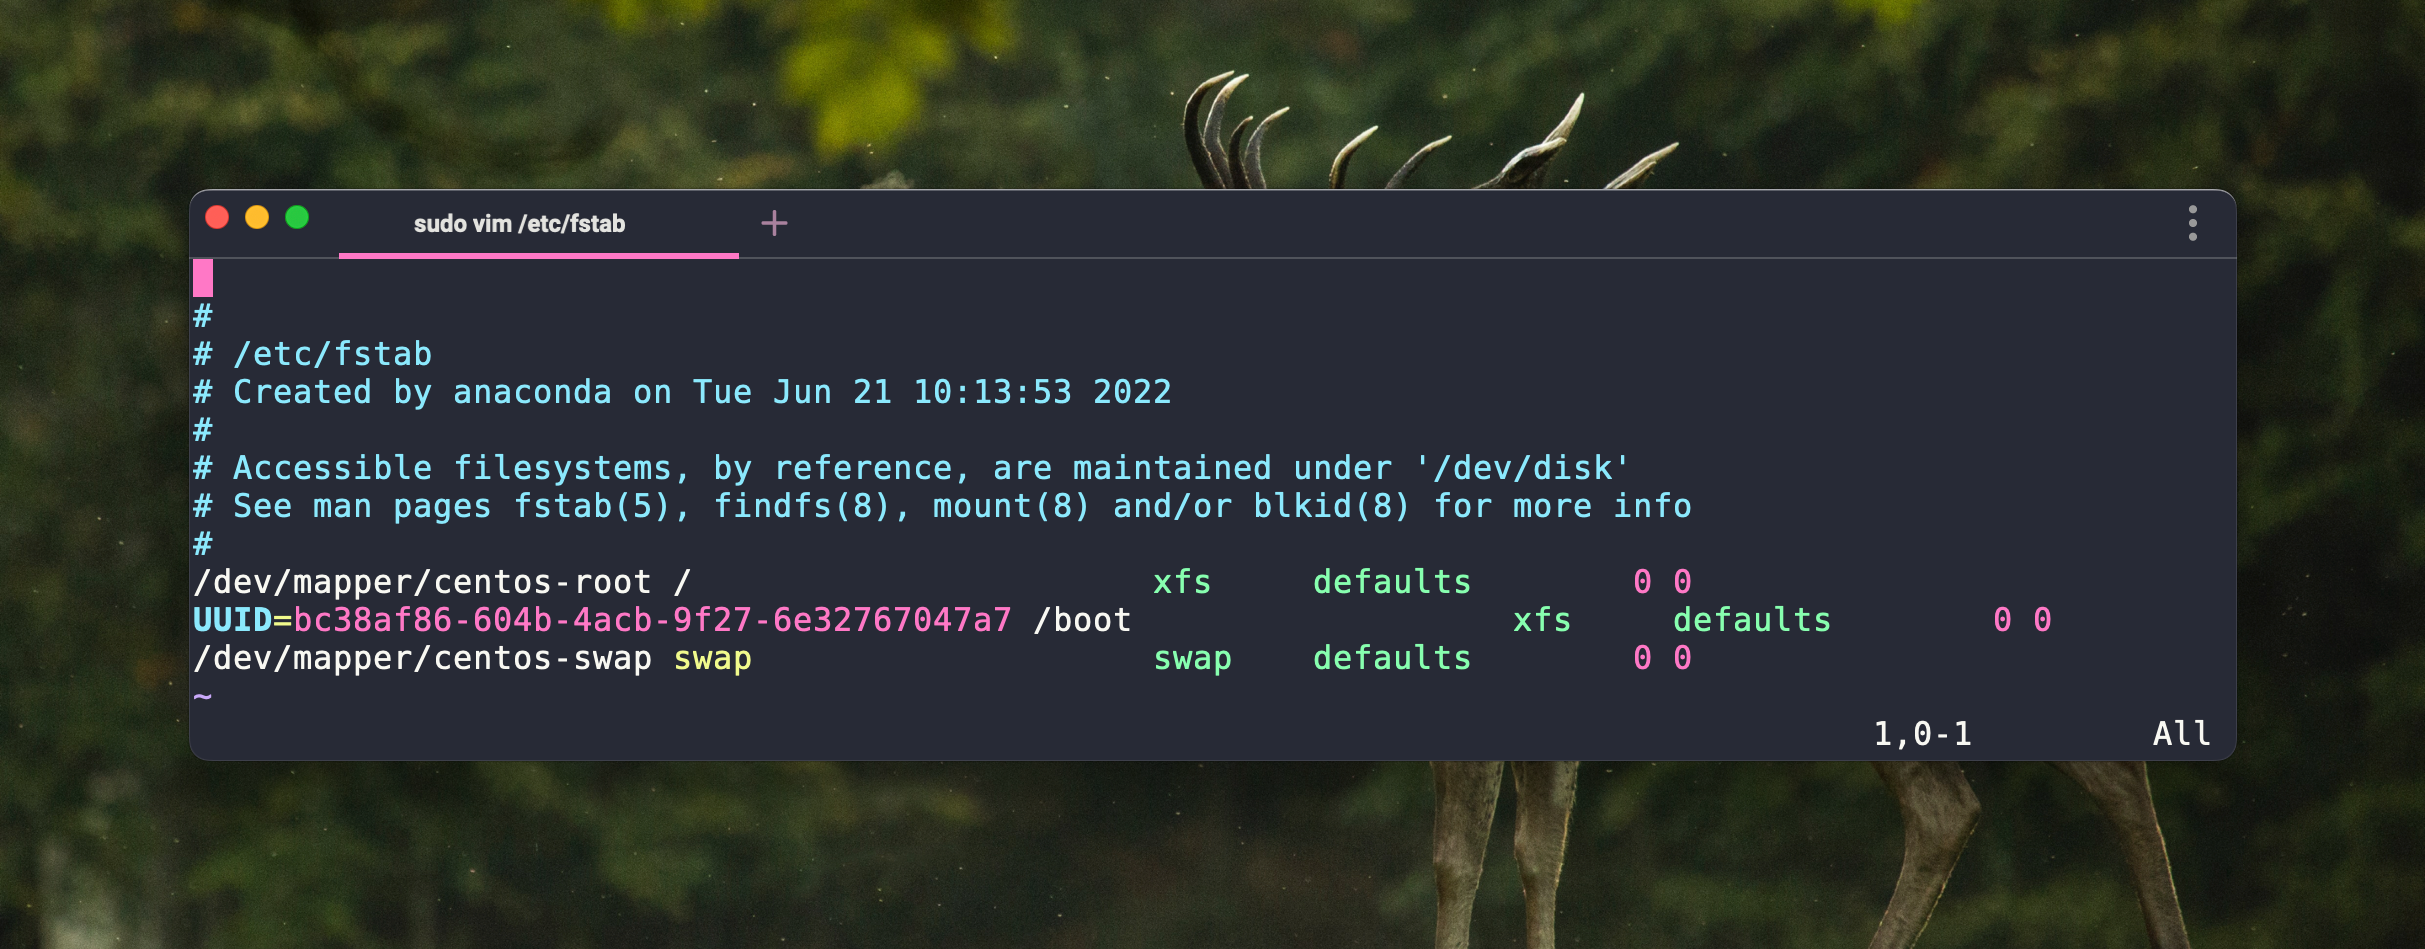 sudo vim /etc/fstab
#
# /etc/fstab
# Created by anaconda on Tue Jun 21 10:13:53 2022
#
# Accessible filesystems, by reference, are maintained under '/dev/disk'
# See man pages fstab(5), findfs(8), mount(8) and/or blkid(8) for more info
#
/dev/mapper/centos-root /                       xfs     defaults        0 0
UUID=bc38af86-604b-4acb-9f27-6e32767047a7 /boot                   xfs     defaults        0 0
/dev/mapper/centos-swap swap                    swap    defaults        0 0
~
1,0-1         All